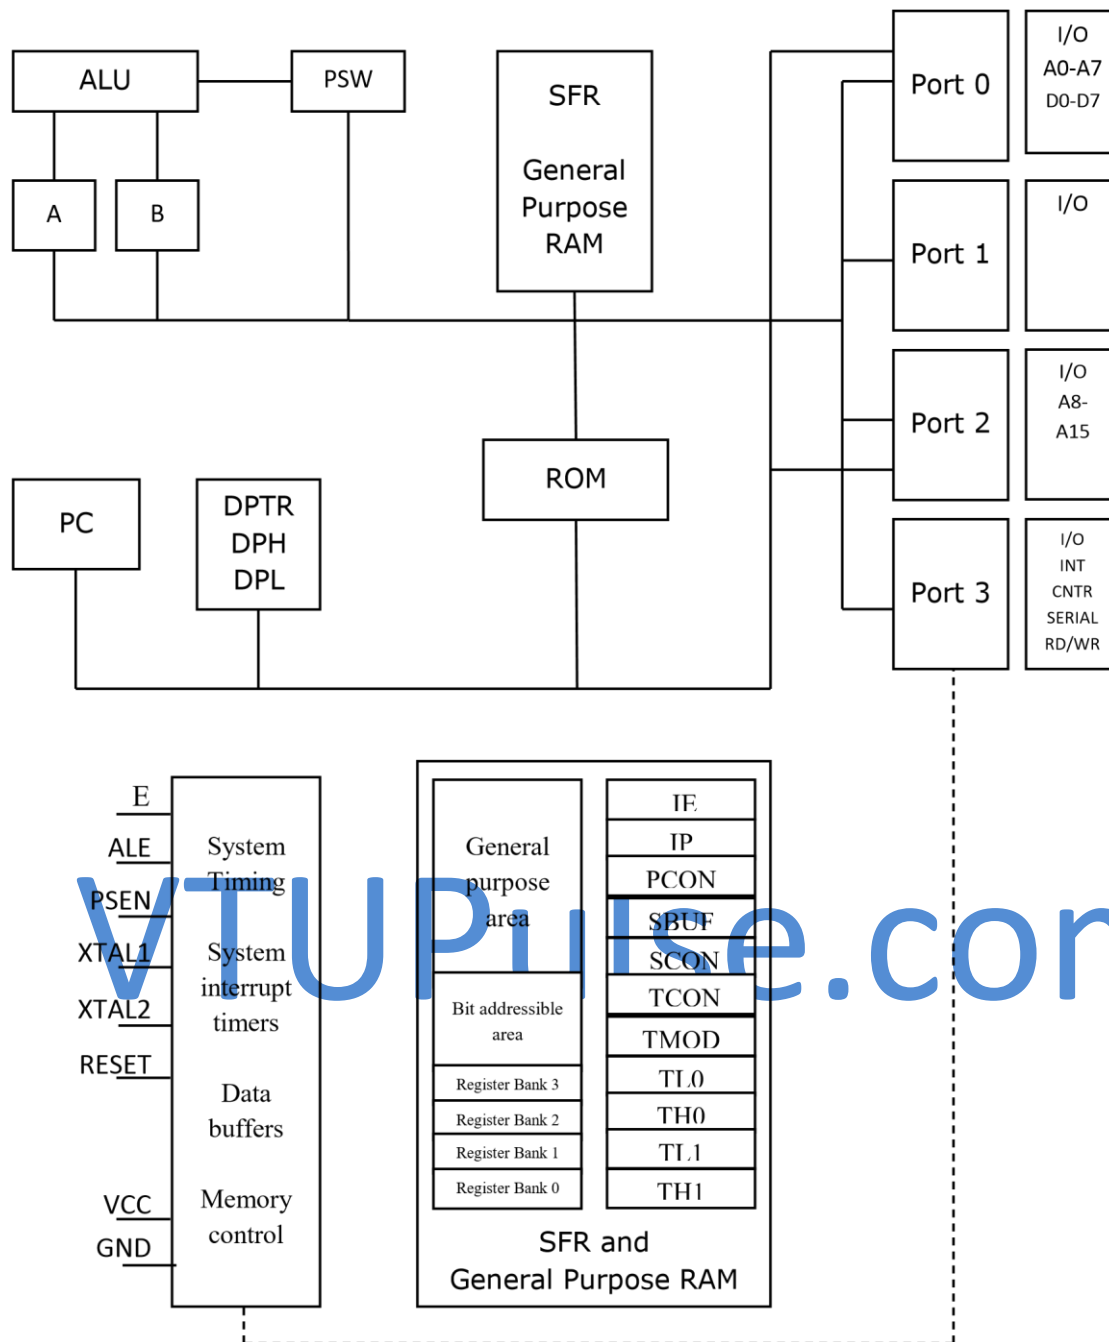 ALU
PSW
A
B
SFR
General
Purpose
RAM
Port 0
I/O
A0-A7
D0-D7
Port 1
I/O
Port 2
I/O
A8-
A15
Port 3
I/O
INT
CNTR
SERIAL
RD/WR
PC
DPTR
DPH
DPL
ROM
E
ALE
PSEN
XTAL1
XTAL2
RESET
VCC
GND
System
Timing
System
interrupt
timers
Data
buffers
Memory
control
General
purpose
area
Bit addressible
area
Register Bank 3
Register Bank 2
Register Bank 1
Register Bank 0
IE
IP
PCON
SBUF
SCON
TCON
TMOD
TL0
TH0
TL1
TH1
SFR and
General Purpose RAM
VTUPulse.com